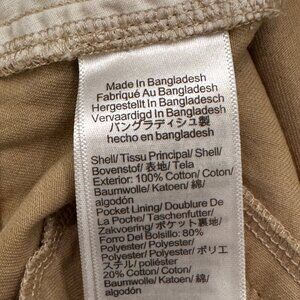 Made In Bangladesh
Fabriqué Au Bangladesh
Hergestellt In Bangladesch
Vervaardigd In Bangladesh
バングラディシュ製
hecho en bangladesh
Shell/ Tissu Principal/ Shell/
Bovenstof/ 表地/ Tela
Exterior: 100% Cotton/ Coton/
Baumwolle/ Katoen/ 綿/
algodón
Pocket Lining/ Doublure De
La Poche/ Taschenfutter/
Zakvoering/ ポケット裏地/
Forro Del Bolsillo: 80%
Polyester/ Polyester/
Polyester/ Polyester/ ポリエ
ステル/ poliéster
20% Cotton/ Coton/
Baumwolle/ Katoen/ 綿/
algodón